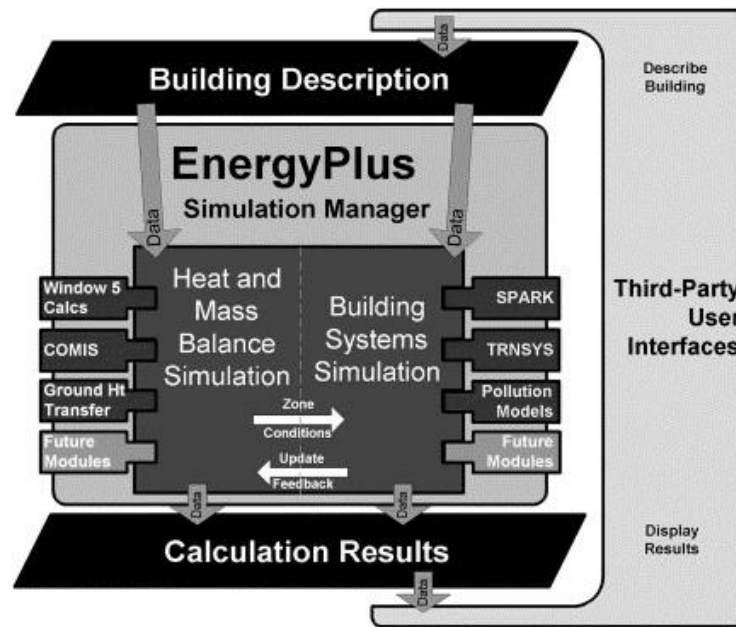 Data
Building Description
Describe
Building
EnergyPlus
Simulation Manager
Data
Data
Heat and
Mass
Balance
Simulation
Building
Systems
Simulation
Window 5
Calcs
COMIS
Ground Ht
Transfer
Future
Modules
SPARK
TRNSYS
Pollution
Models
Future
Modules
Zone
Conditions
Update
Feedback
Third-Party
User
Interfaces
Data
Data
Calculation Results
Display
Results
Data